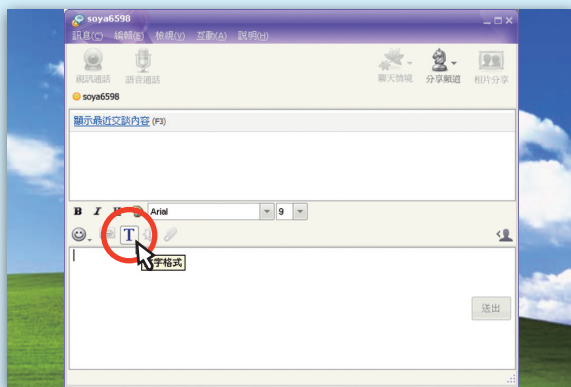 soya6598
訊息(C) 編輯(E) 檢視(V) 互動(A) 說明(H)
視訊通話 語音通話 聊天情境 分享頻道 相片分享
soya6598
顯示最近交談內容 (F3)
B I Arial 9
T
字格式
送出